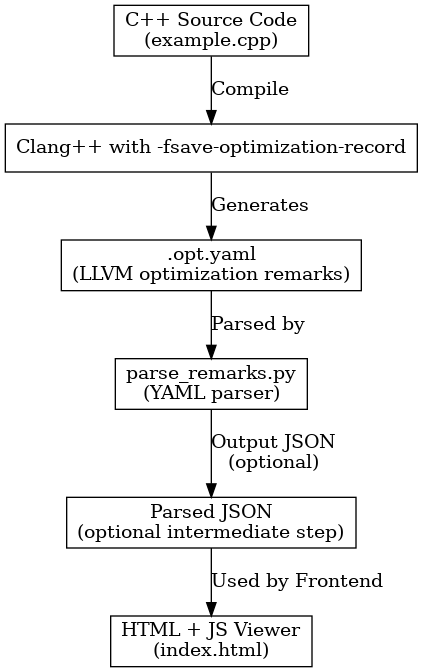 C++ Source Code
(example.cpp)
Compile
Clang++ with -fsave-optimization-record
Generates
.opt.yaml
(LLVM optimization remarks)
Parsed by
parse_remarks.py
(YAML parser)
Output JSON
(optional)
Parsed JSON
(optional intermediate step)
Used by Frontend
HTML + JS Viewer
(index.html)